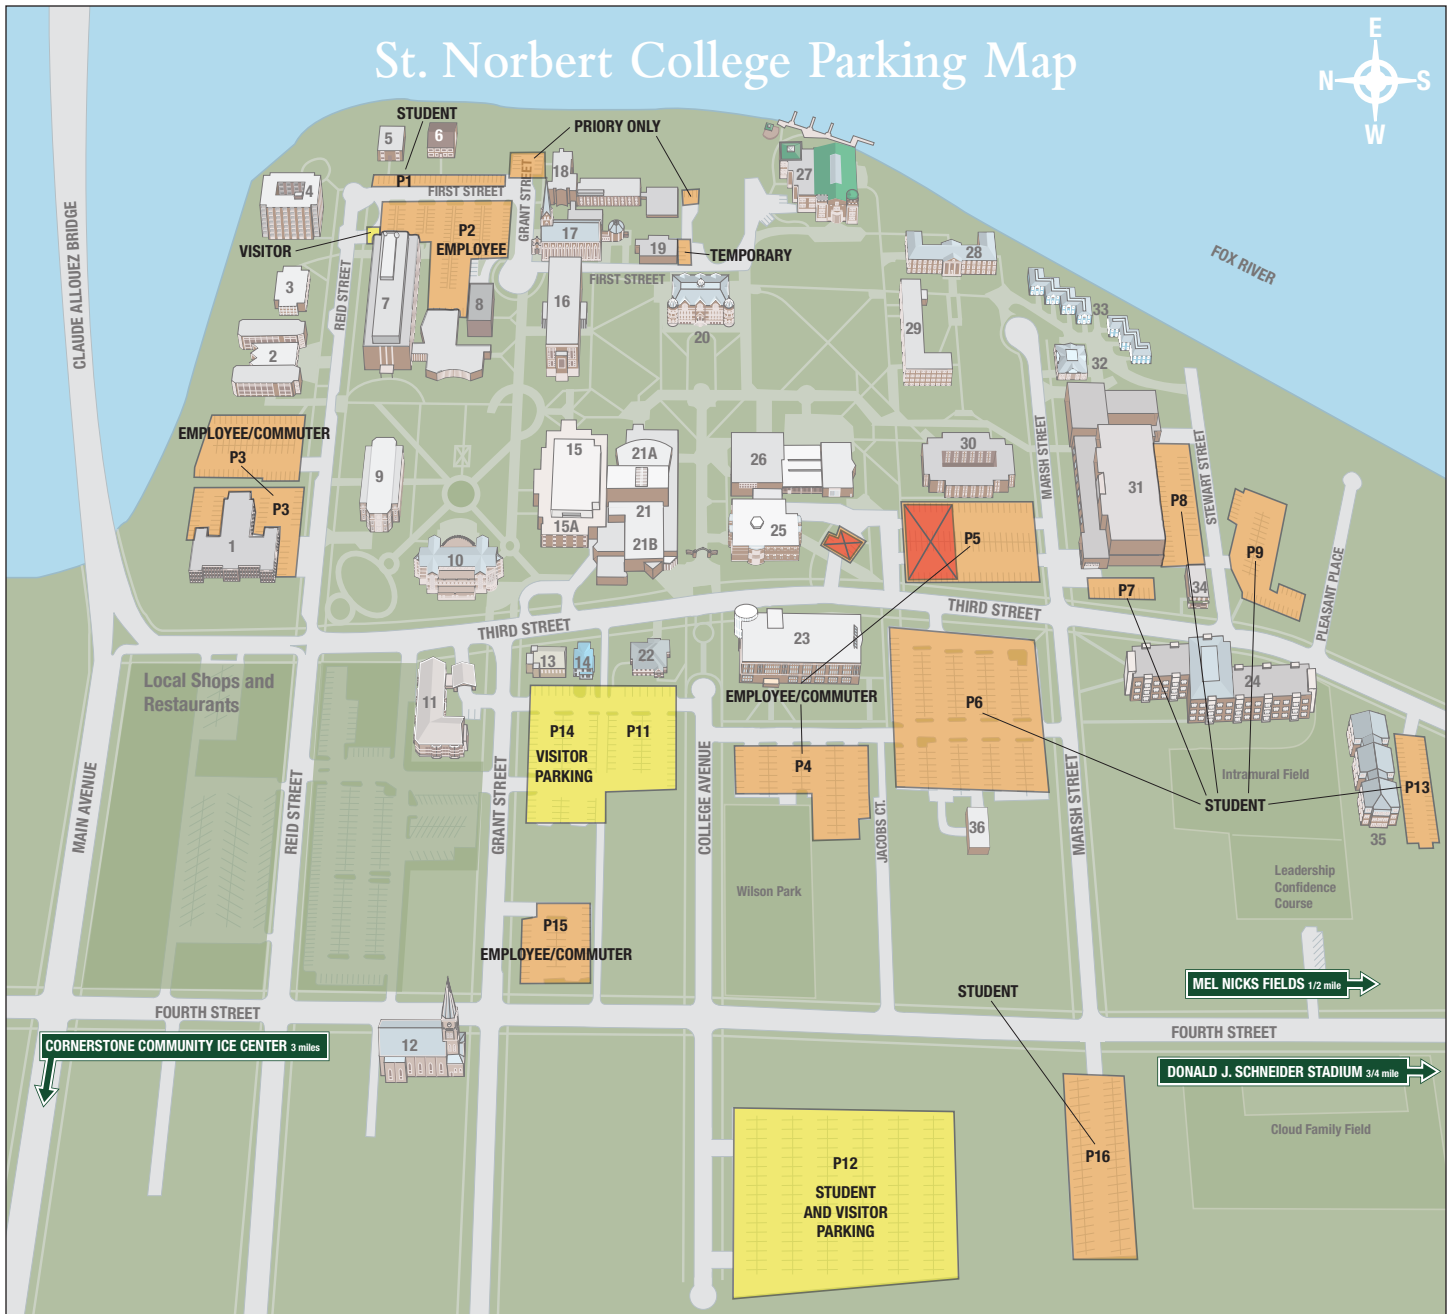 St. Norbert College Parking Map
E
N
S
W
STUDENT
PRIORY ONLY
5
6
P1
FIRST STREET
GRANT STREET
18
27
4
VISITOR
P2
EMPLOYEE
17
19
TEMPORARY
28
FOX RIVER
CLAUDE ALLOUEZ BRIDGE
REID STREET
3
7
8
16
FIRST STREET
20
29
33
2
32
EMPLOYEE/COMMUTER
P3
P3
1
9
15
15A
21A
21
21B
26
30
MARSH STREET
31
P8
STEWART STREET
10
25
P5
P9
PLEASANT PLACE
P7
34
THIRD STREET
THIRD STREET
Local Shops and
Restaurants
11
13
14
22
23
EMPLOYEE/COMMUTER
P6
24
P14
P11
VISITOR
PARKING
P4
Intramural Field
STUDENT
P13
35
MAIN AVENUE
REID STREET
GRANT STREET
COLLEGE AVENUE
JACOBS CT.
36
MARSH STREET
Wilson Park
Leadership
Confidence
Course
P15
EMPLOYEE/COMMUTER
STUDENT
MEL NICKS FIELDS 1/2 mile
FOURTH STREET
FOURTH STREET
CORNERSTONE COMMUNITY ICE CENTER 3 miles
12
DONALD J. SCHNEIDER STADIUM 3/4 mile
Cloud Family Field
P12
STUDENT
AND VISITOR
PARKING
P16